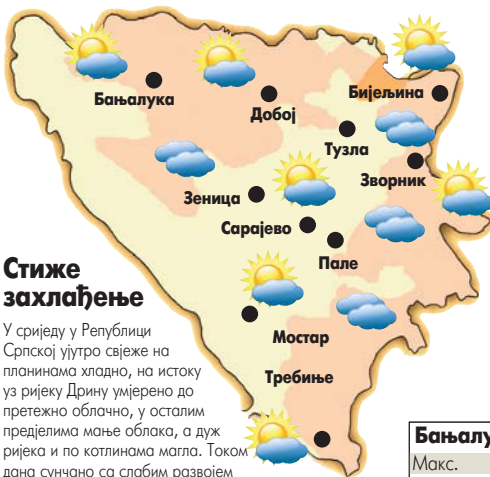 Бањалука
Добој
Бијељина
Тузла
Зворник
Зеница
Сарајево
Пале
Мостар
Требиње
Стиже
захлађење
У сриједу у Републици
Српској ујутро свјеже на
планинама хладно, на истоку
уз ријеку Дрину умјерено до
претежно облачно, у осталим
предјелима мање облака, а дуж
ријека и по котлинама магла. Током
дана сунчано са слабим развојем
Бањалу
Макс.